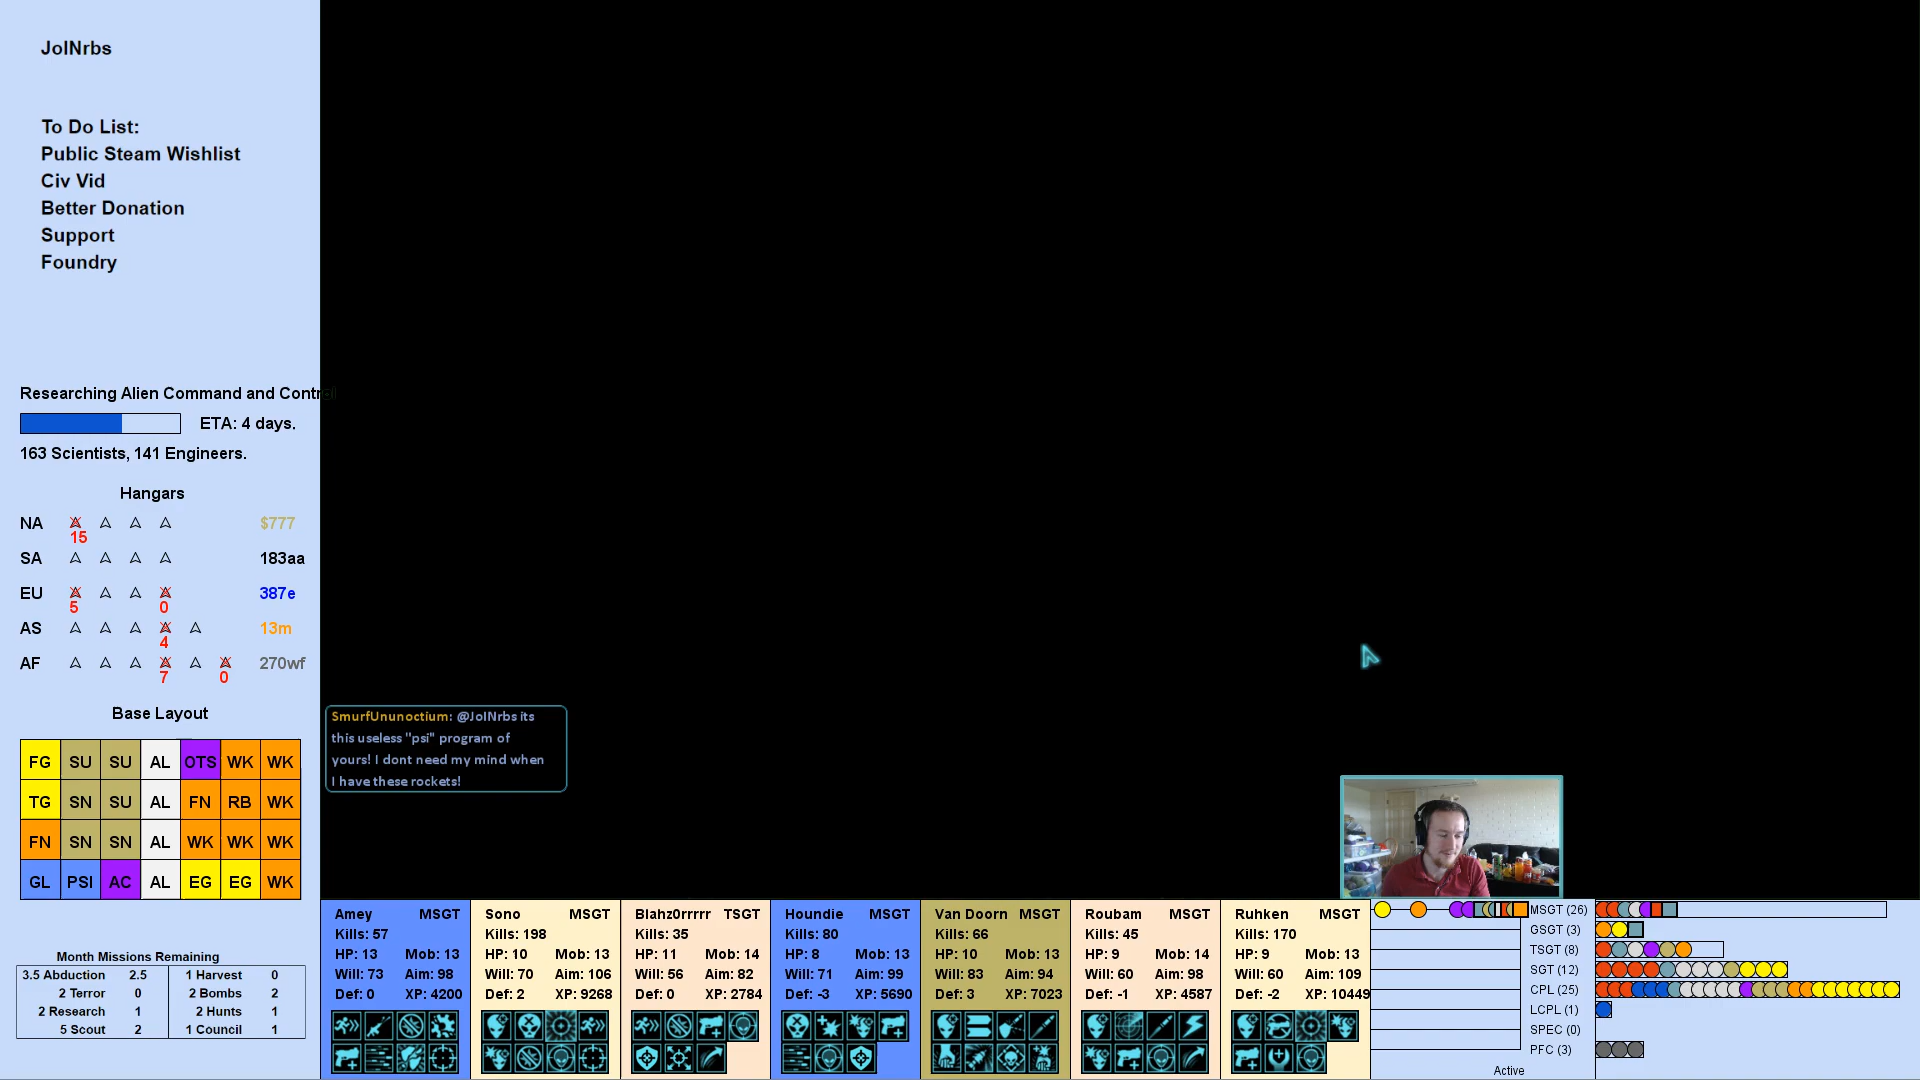 JolNrbs
To Do List:
Public Steam Wishlist
Civ Vid
Better Donation
Support
Foundry
Researching Alien Command and Control
ETA: 4 days.
163 Scientists, 141 Engineers.
Hangars
NA $777
15
SA 183aa
EU 387e
5 0
AS 13m
4
AF 270wf
7 0
Base Layout
FG SU SU AL OTS WK WK
TG SN SU AL FN RB WK
FN SN SN AL WK WK WK
GL PSI AC AL EG EG WK
Month Missions Remaining
3.5 Abduction 2.5 1 Harvest 0
2 Terror 0 2 Bombs 2
2 Research 1 2 Hunts 1
5 Scout 2 1 Council 1
SmurfUnunoctium: @JolNrbs its
this useless "psi" program of
yours! I dont need my mind when
I have these rockets!
Amey MSGT
Kills: 57
HP: 13 Mob: 13
Will: 73 Aim: 98
Def: 0 XP: 4200
Sono MSGT
Kills: 198
HP: 10 Mob: 13
Will: 70 Aim: 106
Def: 2 XP: 9268
Blahz0rrrrr TSGT
Kills: 35
HP: 11 Mob: 14
Will: 56 Aim: 82
Def: 0 XP: 2784
Houndie MSGT
Kills: 80
HP: 8 Mob: 13
Will: 71 Aim: 99
Def: -3 XP: 5690
Van Doorn MSGT
Kills: 66
HP: 10 Mob: 13
Will: 83 Aim: 94
Def: 3 XP: 7023
Roubam MSGT
Kills: 45
HP: 9 Mob: 14
Will: 60 Aim: 98
Def: -1 XP: 4587
Ruhken MSGT
Kills: 170
HP: 9 Mob: 13
Will: 60 Aim: 109
Def: -2 XP: 10449
MSGT (26)
GSGT (3)
TSGT (8)
SGT (12)
CPL (25)
LCPL (1)
SPEC (0)
PFC (3)
Active